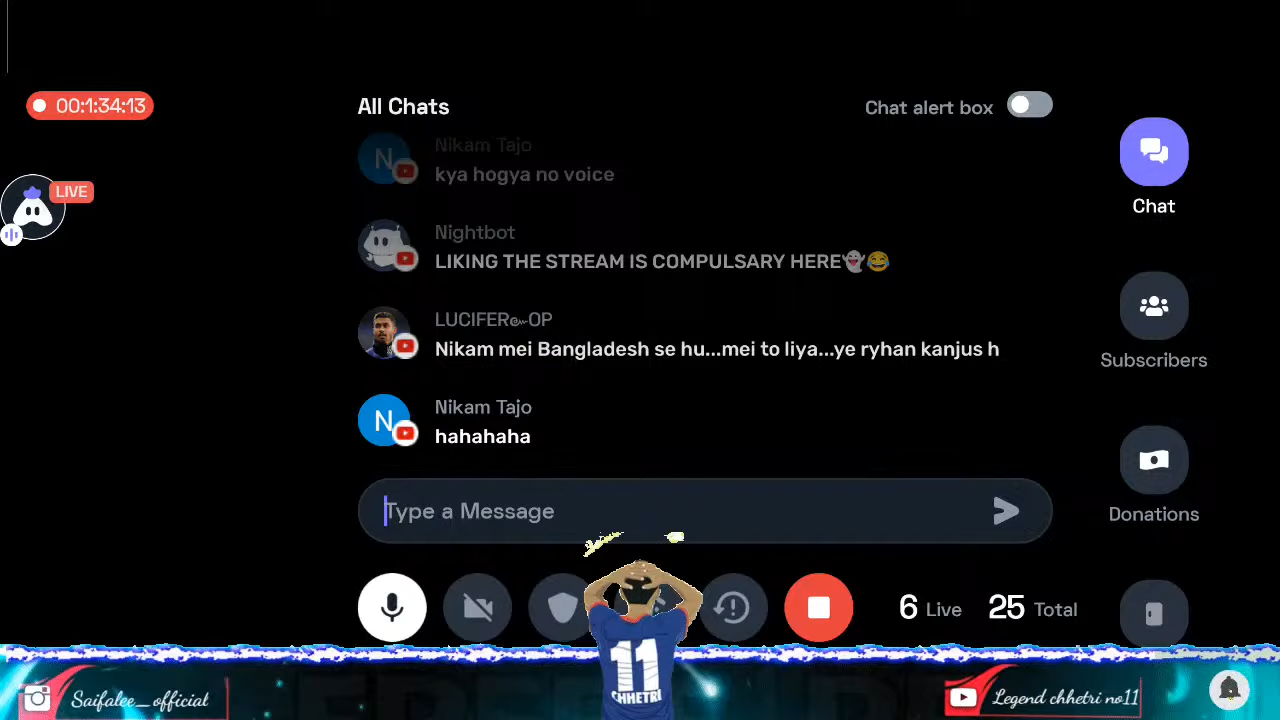 00:1:34:13
All Chats
Chat alert box
LIVE
Nikam Tajo
kya hogya no voice
Nightbot
LIKING THE STREAM IS COMPULSARY HERE👻😂
LUCIFER OP
Nikam mei Bangladesh se hu...mei to liya...ye ryhan kanjus h
N
Nikam Tajo
hahahaha
Type a Message
Chat
Subscribers
Donations
6 Live 25 Total
11
CHHETRI
Saifalee_official
Legend chhetri no11